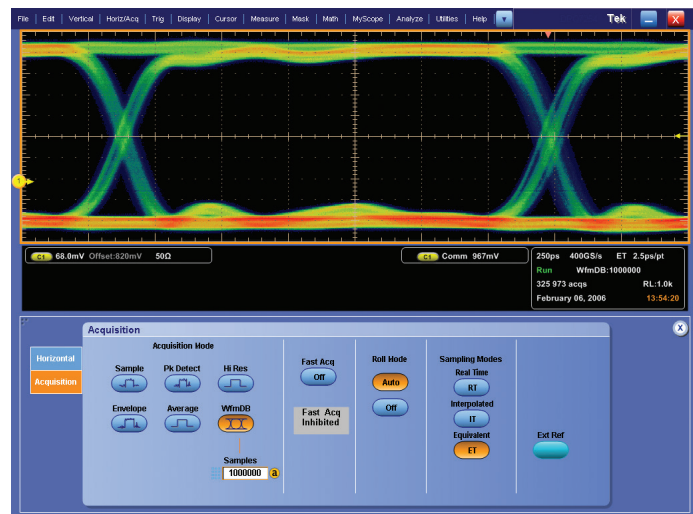 File | Edit | Vertical | Horiz/Acq | Trig | Display | Cursor | Measure | Mask | Math | MyScope | Analyze | Utilities | Help
Tek
X
1
C1 68.0mV Offset:820mV 50Ω
C1 Comm 967mV
250ps 400GS/s ET 2.5ps/pt
Run WfmDB:1000000
325 973 acqs RL:1.0k
February 06, 2006 13:54:20
Acquisition
X
Horizontal
Acquisition
Acquisition Mode
Sample
Pk Detect
Hi Res
Envelope
Average
WfmDB
Samples
1000000
a
Fast Acq
Off
Fast Acq
Inhibited
Roll Mode
Auto
Off
Sampling Modes
Real Time
RT
Interpolated
IT
Equivalent
ET
Ext Ref